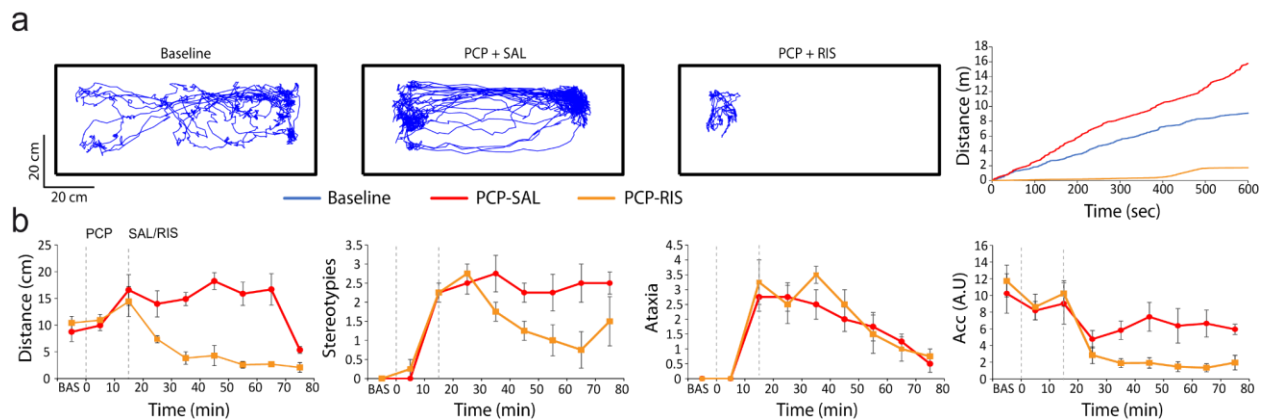 a
Baseline
PCP + SAL
PCP + RIS
20 cm
20 cm
Distance (m)
18
16
14
12
10
8
6
4
2
0
0 100 200 300 400 500 600
Time (sec)
Baseline
PCP-SAL
PCP-RIS
b
PCP
SAL/RIS
Distance (cm)
25
20
15
10
5
0
BAS 0 10 20 30 40 50 60 70 80
Time (min)
Stereotypies
3.5
3
2.5
2
1.5
1
0.5
0
BAS 0 10 20 30 40 50 60 70 80
Time (min)
Ataxia
4.5
4
3.5
3
2.5
2
1.5
1
0.5
0
BAS 0 10 20 30 40 50 60 70 80
Time (min)
Acc (A.U)
16
14
12
10
8
6
4
2
0
BAS 0 10 20 30 40 50 60 70 80
Time (min)